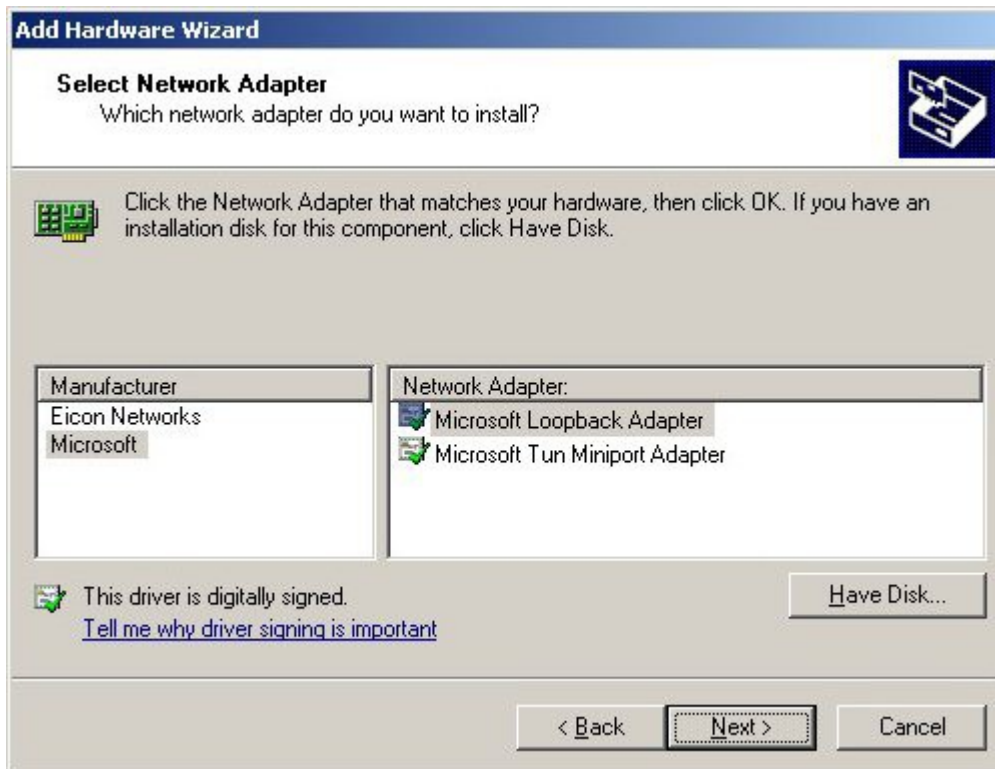 Add Hardware Wizard
Select Network Adapter
Which network adapter do you want to install?
Click the Network Adapter that matches your hardware, then click OK. If you have an
installation disk for this component, click Have Disk.
Manufacturer
Eicon Networks
Microsoft
Network Adapter:
Microsoft Loopback Adapter
Microsoft Tun Miniport Adapter
This driver is digitally signed.
Tell me why driver signing is important
Have Disk...
< Back
Next >
Cancel